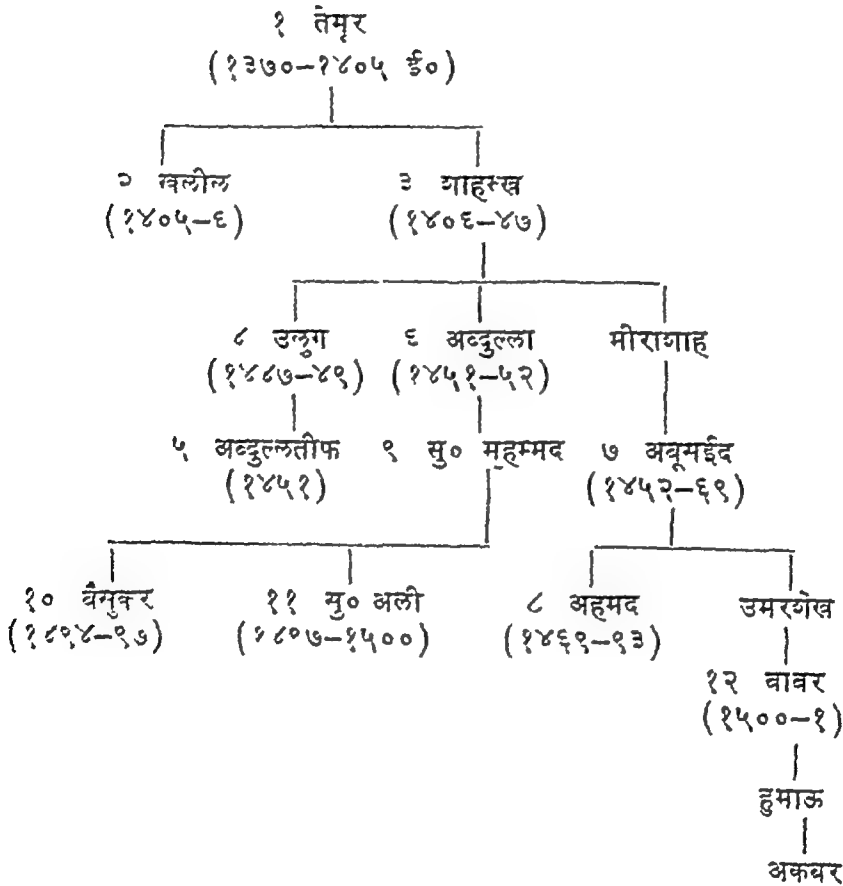 १ तेमूर
(१३७०–१४०५ ई०)
२ खलील ३ शाहरुख
(१४०५–६) (१४०६–४७)
४ उलुग ६ अब्दुल्ला मीराशाह
(१४४७–४९) (१४५१–५२)
५ अब्दुल्लतीफ ९ सु० मुहम्मद ७ अबूसईद
(१४५१) (१४५२–६९)
१० बैसुकर ११ सु० अली ८ अहमद उमरशेख
(१४९४–९७) (१४९७–१५००) (१४६९–९३)
१२ बाबर
(१५००–१)
हुमाऊ
अकबर